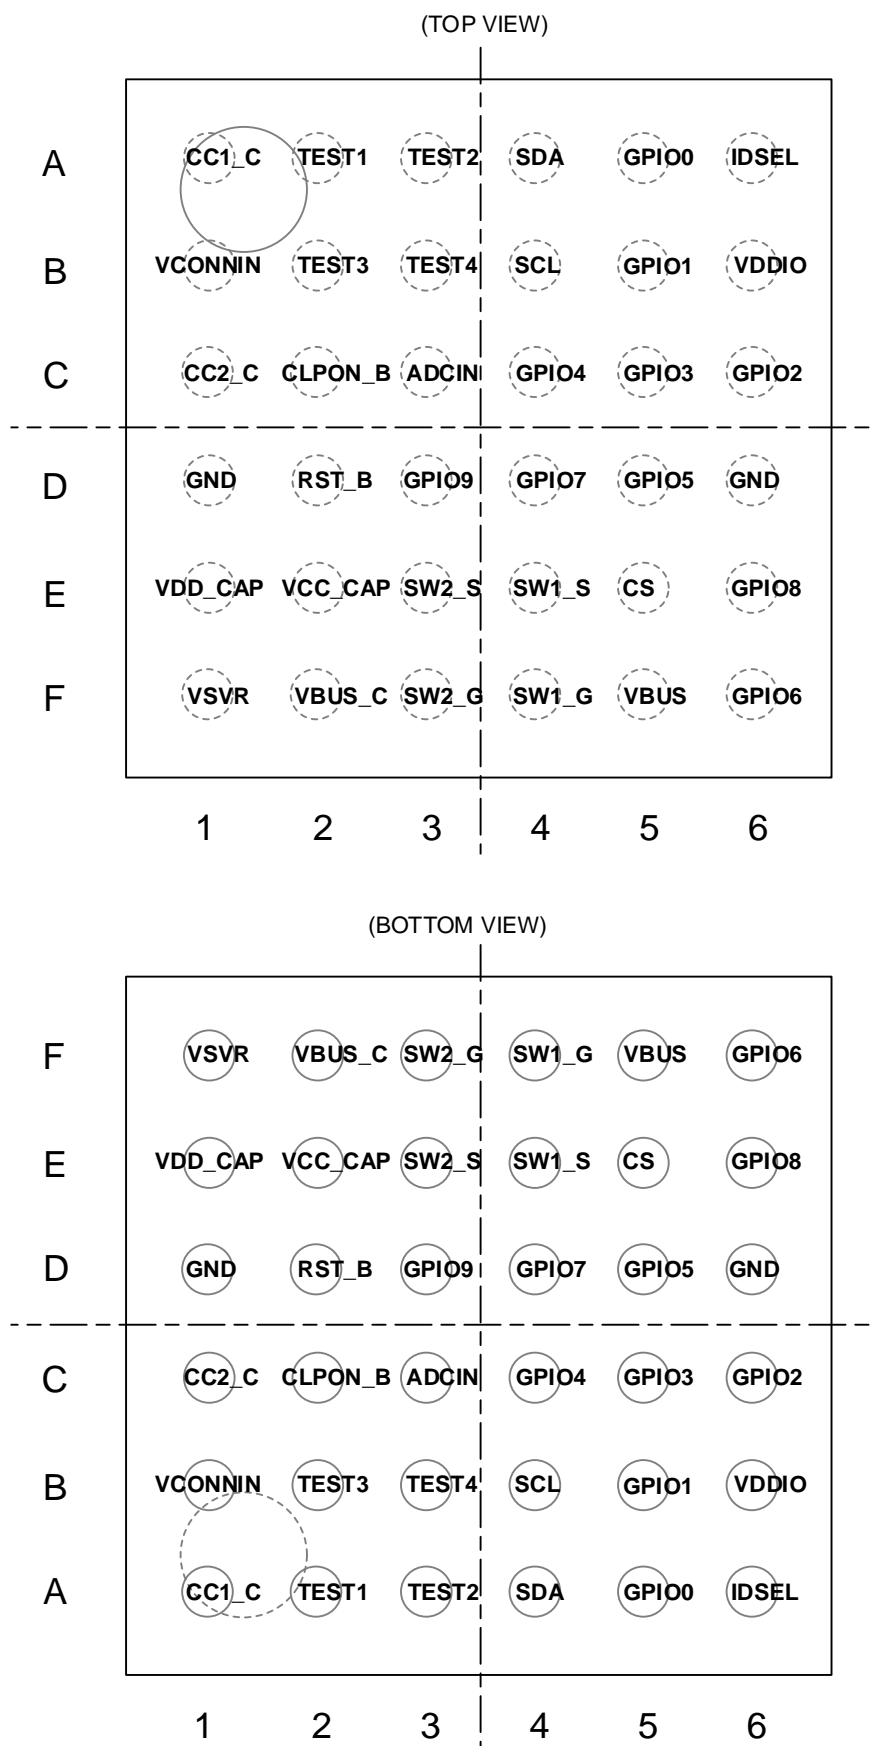 (TOP VIEW)
A CC1_C TEST1 TEST2 SDA GPIO0 IDSEL
B VCONNIN TEST3 TEST4 SCL GPIO1 VDDIO
C CC2_C CLPON_B ADCIN GPIO4 GPIO3 GPIO2
D GND RST_B GPIO9 GPIO7 GPIO5 GND
E VDD_CAP VCC_CAP SW2_S SW1_S CS GPIO8
F VSVR VBUS_C SW2_G SW1_G VBUS GPIO6
1 2 3 4 5 6
(BOTTOM VIEW)
F VSVR VBUS_C SW2_G SW1_G VBUS GPIO6
E VDD_CAP VCC_CAP SW2_S SW1_S CS GPIO8
D GND RST_B GPIO9 GPIO7 GPIO5 GND
C CC2_C CLPON_B ADCIN GPIO4 GPIO3 GPIO2
B VCONNIN TEST3 TEST4 SCL GPIO1 VDDIO
A CC1_C TEST1 TEST2 SDA GPIO0 IDSEL
1 2 3 4 5 6